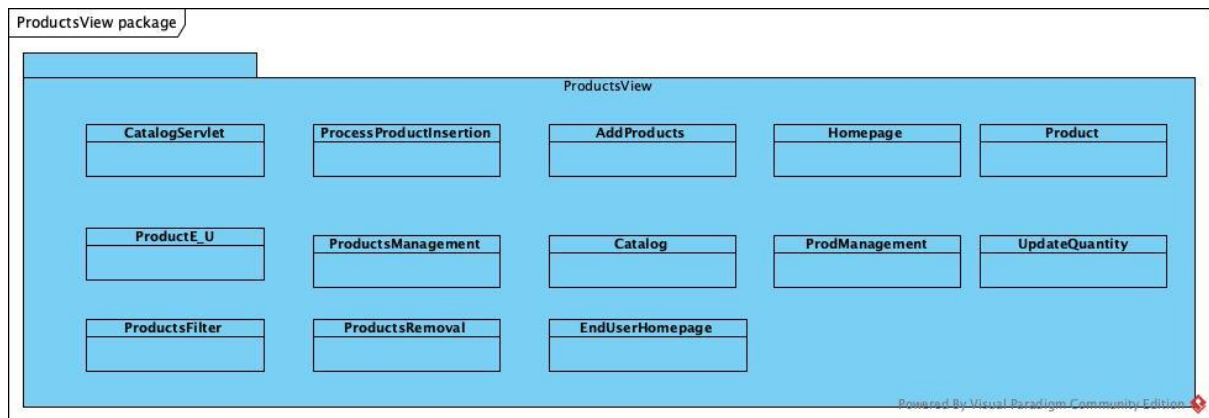 ProductsView package
ProductsView
CatalogServlet
ProcessProductInsertion
AddProducts
Homepage
Product
ProductE_U
ProductsManagement
Catalog
ProdManagement
UpdateQuantity
ProductsFilter
ProductsRemoval
EndUserHomepage
Powered By Visual Paradigm Community Edition